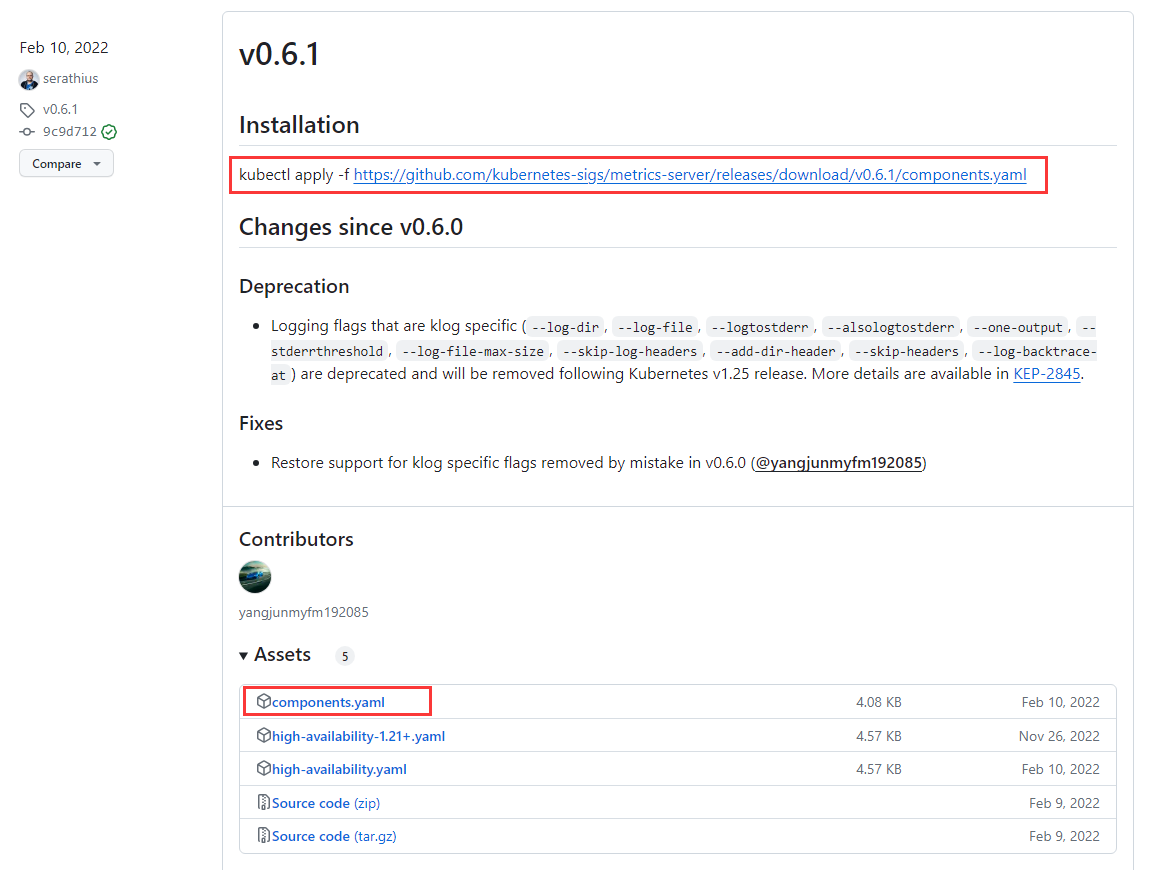 Feb 10, 2022
serathius
v0.6.1
9c9d712
Compare
v0.6.1
Installation
kubectl apply -f https://github.com/kubernetes-sigs/metrics-server/releases/download/v0.6.1/components.yaml
Changes since v0.6.0
Deprecation
Logging flags that are klog specific ( --log-dir , --log-file , --logtostderr , --alsologtostderr , --one-output , --
stderrthreshold , --log-file-max-size , --skip-log-headers , --add-dir-header , --skip-headers , --log-backtrace-
at ) are deprecated and will be removed following Kubernetes v1.25 release. More details are available in KEP-2845.
Fixes
Restore support for klog specific flags removed by mistake in v0.6.0 (@yangjunmyfm192085)
Contributors
yangjunmyfm192085
Assets 5
components.yaml 4.08 KB Feb 10, 2022
high-availability-1.21+.yaml 4.57 KB Nov 26, 2022
high-availability.yaml 4.57 KB Feb 10, 2022
Source code (zip) Feb 9, 2022
Source code (tar.gz) Feb 9, 2022